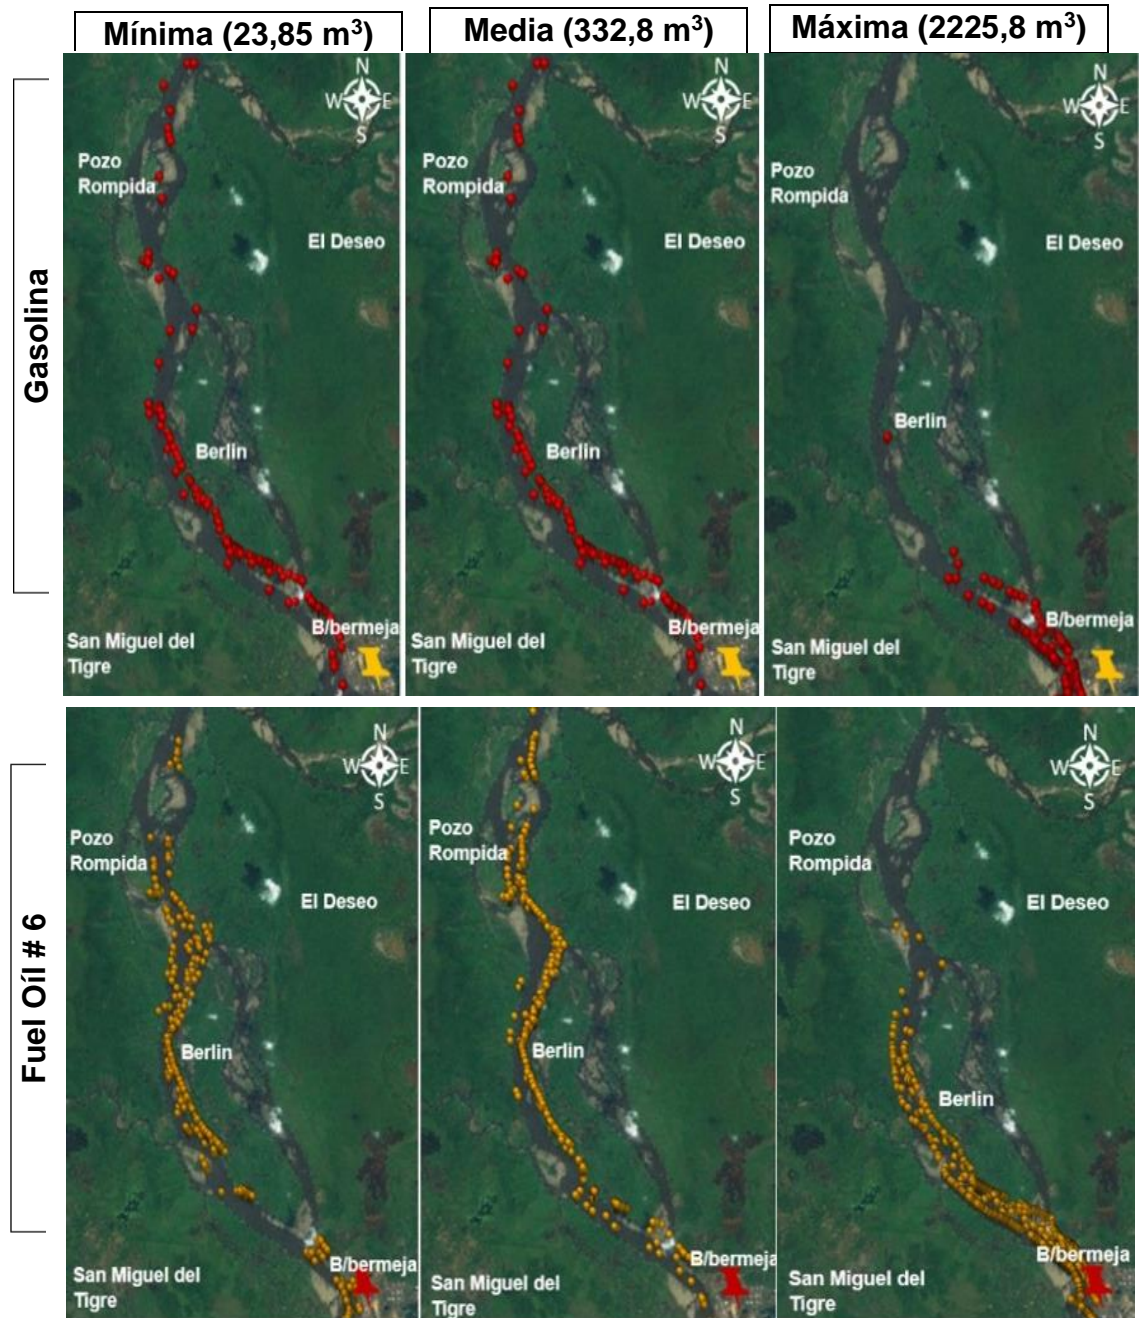 Mínima (23,85 m³)
Media (332,8 m³)
Máxima (2225,8 m³)
Gasolina
N
W E
S
Pozo
Rompida
El Deseo
Berlin
B/bermeja
San Miguel del
Tigre
N
W E
S
Pozo
Rompida
El Deseo
Berlin
B/bermeja
San Miguel del
Tigre
N
W E
S
Pozo
Rompida
El Deseo
Berlin
B/bermeja
San Miguel del
Tigre
Fuel Oíl # 6
N
W E
S
Pozo
Rompida
El Deseo
Berlin
B/bermeja
San Miguel del
Tigre
N
W E
S
Pozo
Rompida
El Deseo
Berlin
B/bermeja
San Miguel del
Tigre
N
W E
S
Pozo
Rompida
El Deseo
Berlin
B/bermeja
San Miguel del
Tigre